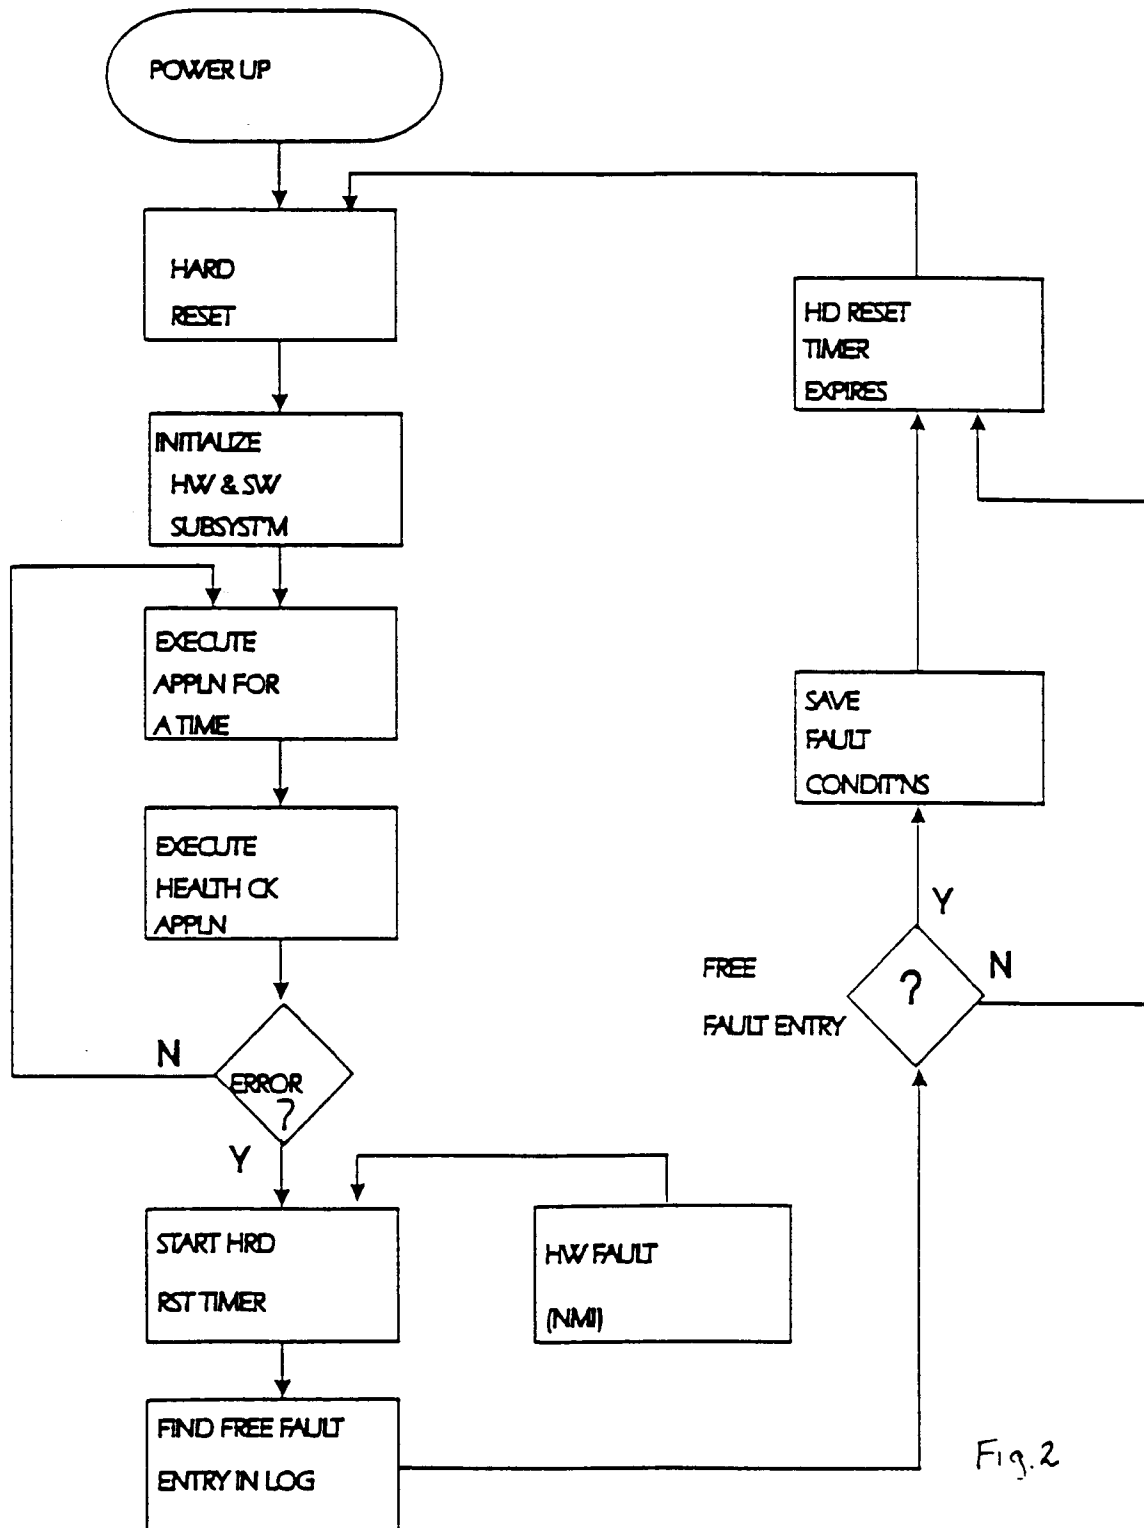 POWER UP
HARD
RESET
INITIALIZE
HW & SW
SUBSYST'M
EXECUTE
APPLN FOR
A TIME
EXECUTE
HEALTH CK
APPLN
N
ERROR
?
Y
START HRD
RST TIMER
HW FAULT
(NMI)
FIND FREE FAULT
ENTRY IN LOG
FREE
FAULT ENTRY
?
N
Y
SAVE
FAULT
CONDIT'NS
HD RESET
TIMER
EXPIRES
Fig. 2